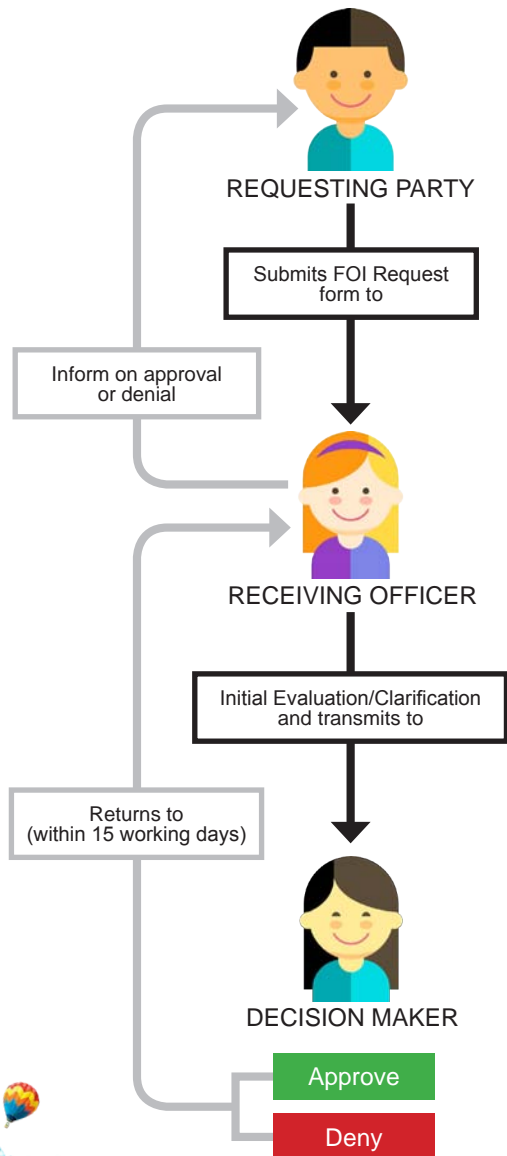 REQUESTING PARTY
Submits FOI Request
form to
Inform on approval
or denial
RECEIVING OFFICER
Initial Evaluation/Clarification
and transmits to
Returns to
(within 15 working days)
DECISION MAKER
Approve
Deny